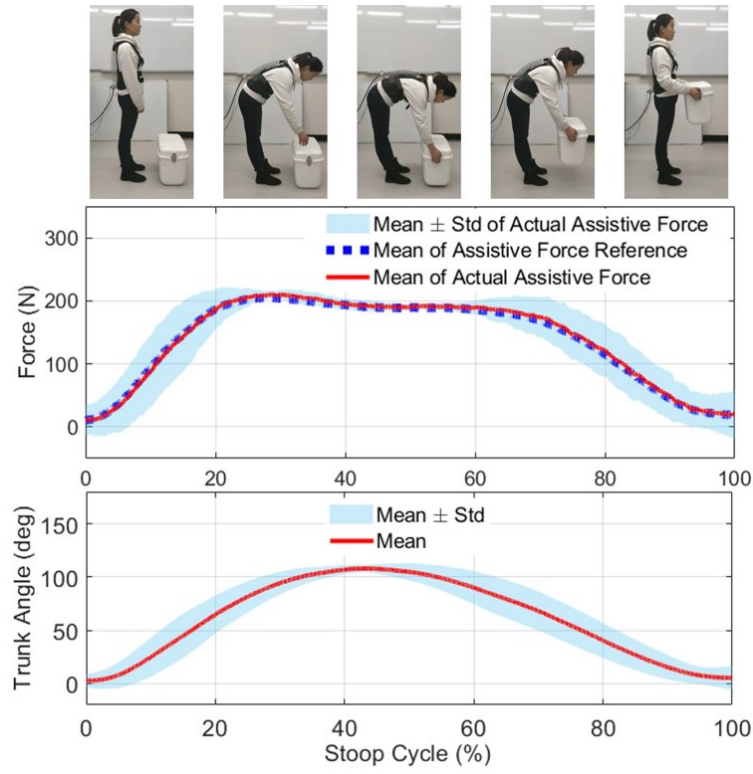 Mean ± Std of Actual Assistive Force
Mean of Assistive Force Reference
Mean of Actual Assistive Force
Force (N)
300
200
100
0
0
20
40
60
80
100
Mean ± Std
Mean
Trunk Angle (deg)
150
100
50
0
0
20
40
60
80
100
Stoop Cycle (%)